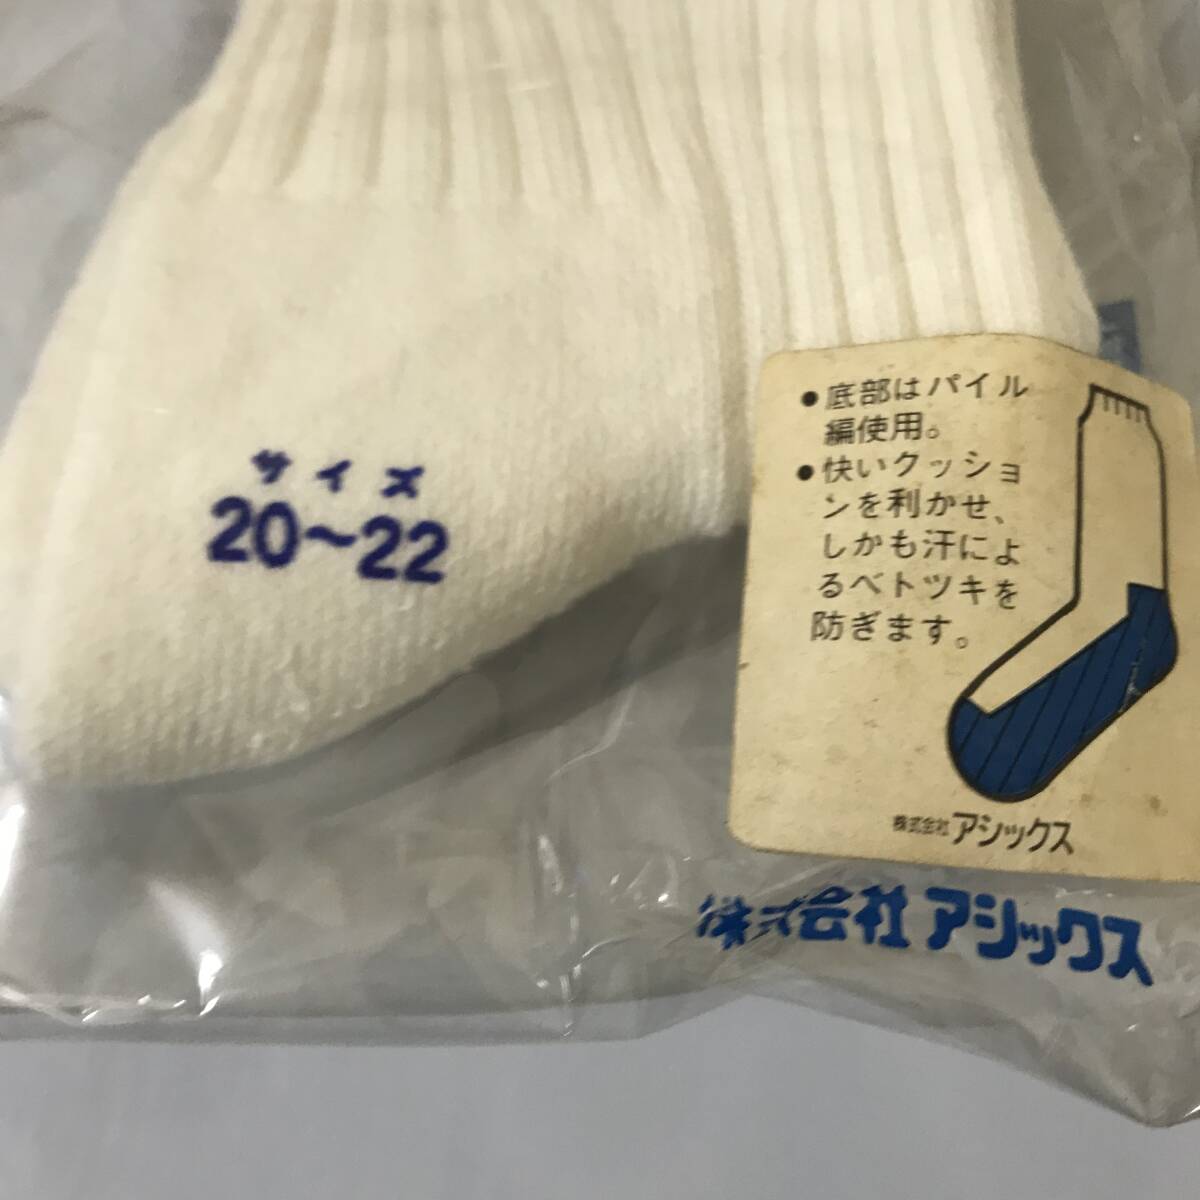 サイズ
20〜22
●底部はパイル
編使用。
●快いクッショ
ンを利かせ、
しかも汗によ
るベトツキを
防ぎます。
株式会社アシックス
株式会社アシックス